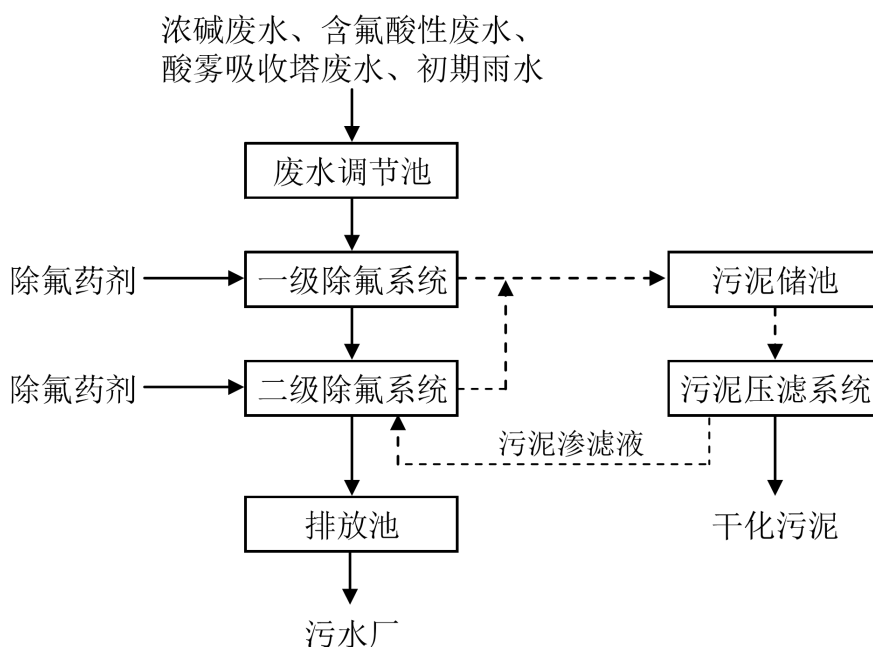 浓碱废水、含氟酸性废水、
酸雾吸收塔废水、初期雨水
废水调节池
除氟药剂
一级除氟系统
污泥储池
除氟药剂
二级除氟系统
污泥压滤系统
污泥渗滤液
排放池
干化污泥
污水厂